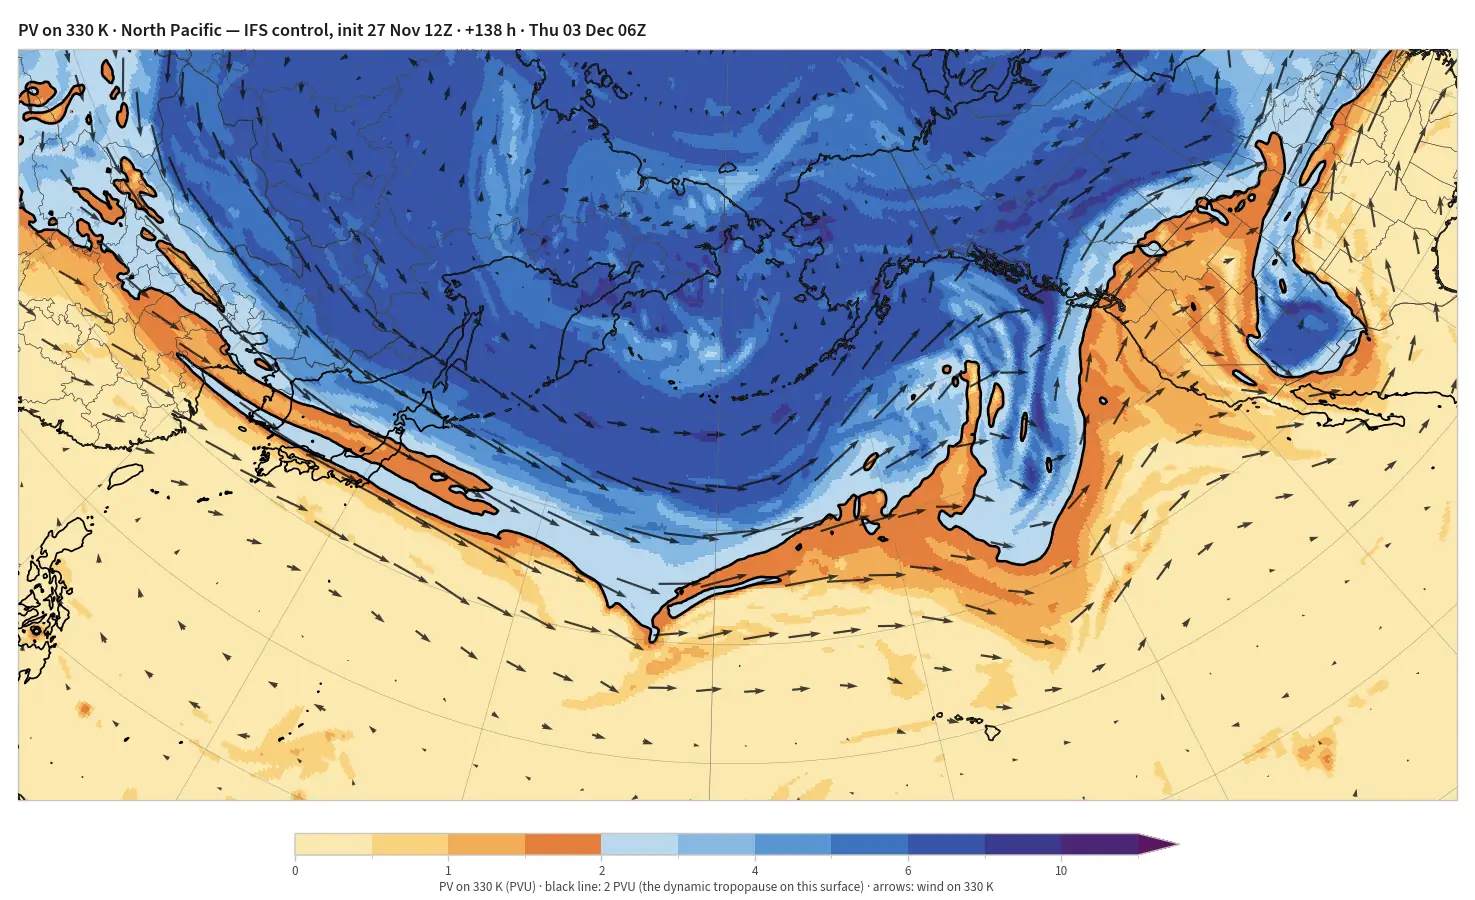 PV on 330 K · North Pacific — IFS control, init 27 Nov 12Z · +138 h · Thu 03 Dec 06Z
0 1 2 4 6 10
PV on 330 K (PVU) · black line: 2 PVU (the dynamic tropopause on this surface) · arrows: wind on 330 K